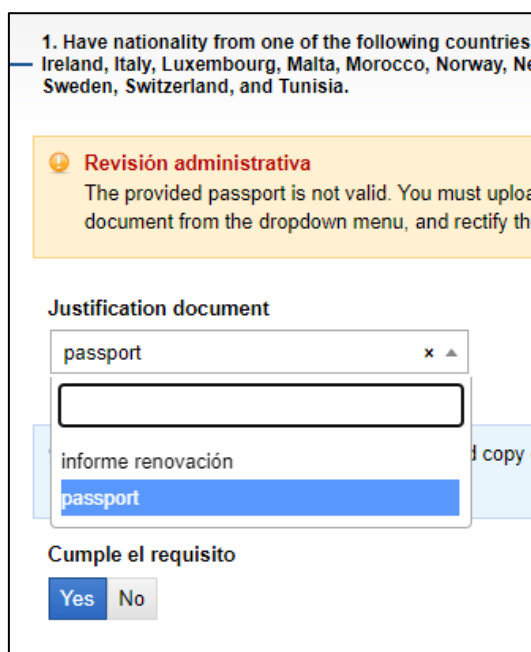 1. Have nationality from one of the following countries
Ireland, Italy, Luxembourg, Malta, Morocco, Norway,
Sweden, Switzerland, and Tunisia.
Revisión administrativa
The provided passport is not valid. You must
document from the dropdown menu, and rectify
Justification document
passport
copy
informe renovación
passport
Cumple el requisito
Yes No